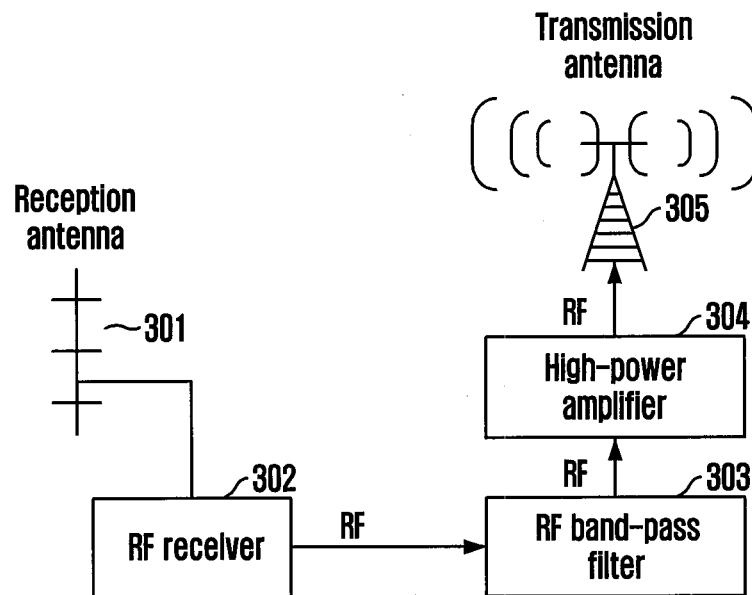 Transmission
antenna
Reception
antenna
305
301
RF
304
High-power
amplifier
302
RF
303
RF recelver
RF
RF band-pass
filter